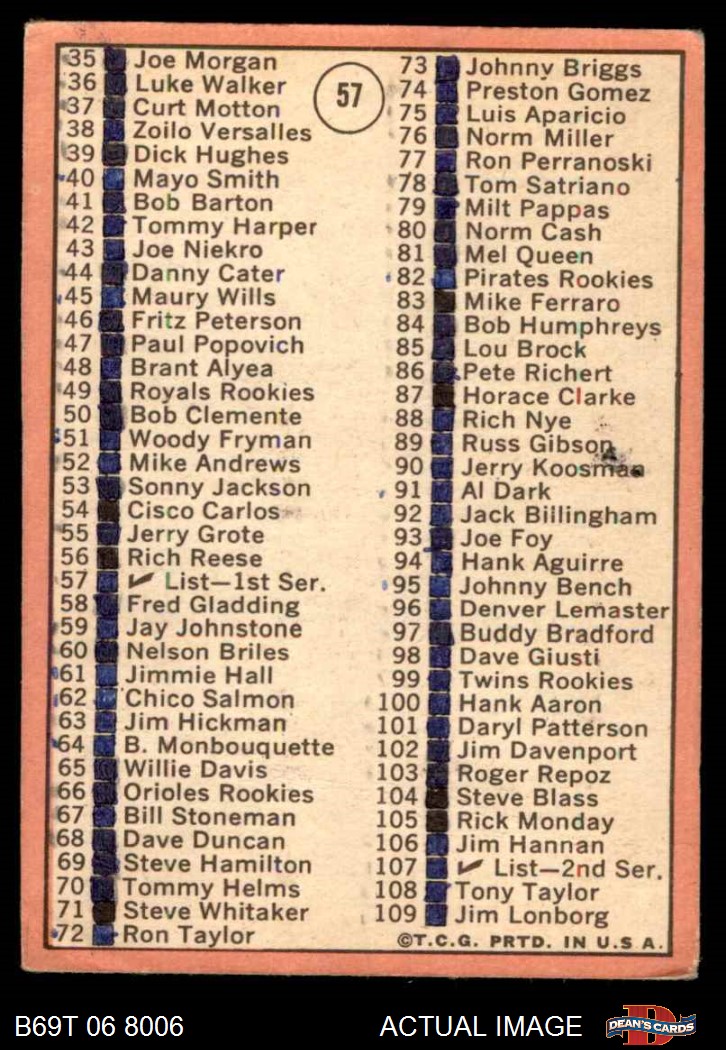 57
35 Joe Morgan
36 Luke Walker
37 Curt Motton
38 Zoilo Versalles
39 Dick Hughes
40 Mayo Smith
41 Bob Barton
42 Tommy Harper
43 Joe Niekro
44 Danny Cater
45 Maury Wills
46 Fritz Peterson
47 Paul Popovich
48 Brant Alyea
49 Royals Rookies
50 Bob Clemente
51 Woody Fryman
52 Mike Andrews
53 Sonny Jackson
54 Cisco Carlos
55 Jerry Grote
56 Rich Reese
57 ✔ List—1st Ser.
58 Fred Gladding
59 Jay Johnstone
60 Nelson Briles
61 Jimmie Hall
62 Chico Salmon
63 Jim Hickman
64 B. Monbouquette
65 Willie Davis
66 Orioles Rookies
67 Bill Stoneman
68 Dave Duncan
69 Steve Hamilton
70 Tommy Helms
71 Steve Whitaker
72 Ron Taylor
73 Johnny Briggs
74 Preston Gomez
75 Luis Aparicio
76 Norm Miller
77 Ron Perranoski
78 Tom Satriano
79 Milt Pappas
80 Norm Cash
81 Mel Queen
82 Pirates Rookies
83 Mike Ferraro
84 Bob Humphreys
85 Lou Brock
86 Pete Richert
87 Horace Clarke
88 Rich Nye
89 Russ Gibson
90 Jerry Koosman
91 Al Dark
92 Jack Billingham
93 Joe Foy
94 Hank Aguirre
95 Johnny Bench
96 Denver Lemaster
97 Buddy Bradford
98 Dave Giusti
99 Twins Rookies
100 Hank Aaron
101 Daryl Patterson
102 Jim Davenport
103 Roger Repoz
104 Steve Blass
105 Rick Monday
106 Jim Hannan
107 ✔ List—2nd Ser.
108 Tony Taylor
109 Jim Lonborg
©T.C.G. PRTD. IN U.S.A.
B69T 06 8006
ACTUAL IMAGE
D
DEAN'S CARDS